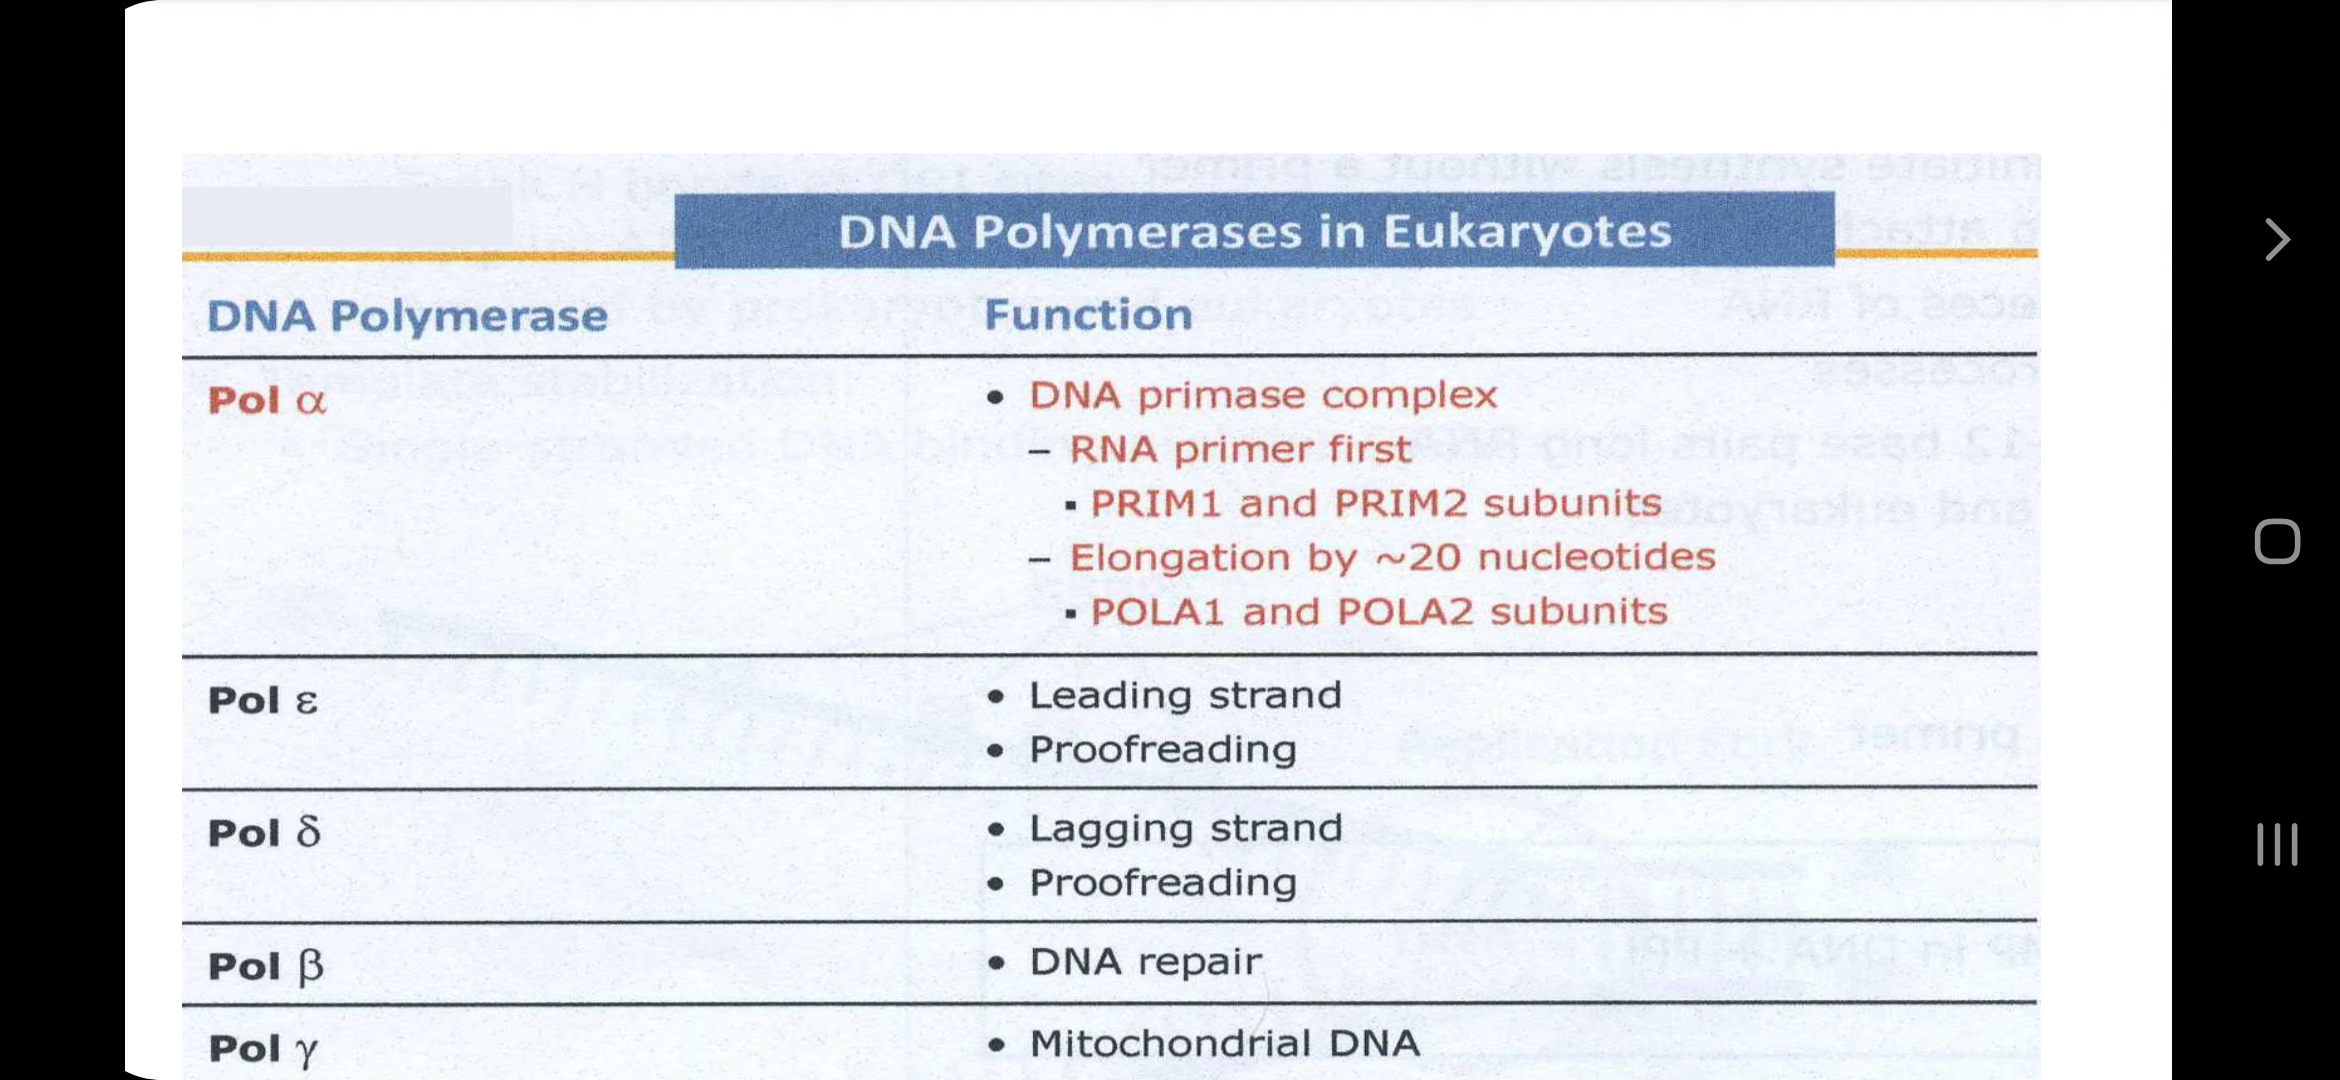 DNA Polymerases in Eukaryotes
DNA Polymerase Function
Pol α • DNA primase complex
– RNA primer first
▪ PRIM1 and PRIM2 subunits
– Elongation by ~20 nucleotides
▪ POLA1 and POLA2 subunits
Pol ε • Leading strand
• Proofreading
Pol δ • Lagging strand
• Proofreading
Pol β • DNA repair
Pol γ • Mitochondrial DNA